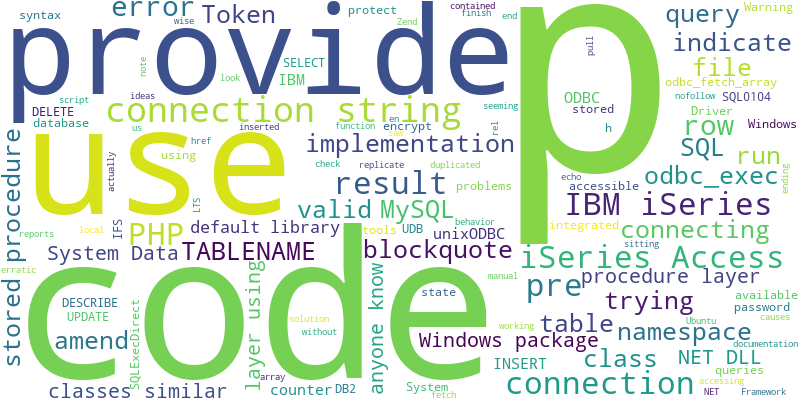 syntax
error
wise
Token
Zend
protect
contained
finish
end
query
Warning
provide
p
SELECT
IBM
look
note
ideas
script
us
DELETE
database
connection string
href
inserted
function
en
encrypt
check
replicate
duplicated
seeming
rel
pull
ODBC
stored
h
indicate
file
odbc_fetch_array
nofollow
SQL0104
Driver
row
Windows
use
actually
using
implementation
result
problems
echo
accessible
SQL
run
odbc_exec
ending
stored procedure
reports
local
erratic
IFS
PHP
LTS
default library
valid
MySQL
tools
UDB
unixODBC
behavior
IBM iSeries
integrated
connecting
sitting
System Data
TABLENAME
blockquote
iSeries Access
code
DESCRIBE
UPDATE
amend
SQLExecDirect
layer using
solution
without
anyone know
state
manual
pre
procedure layer
trying
available
password
Ubuntu
causes
table
namespace
working
documentation
Windows package
INSERT
class
NET DLL
queries
accessing
classes similar
array
counter
DB2
System
fetch
connection
NET
Framework